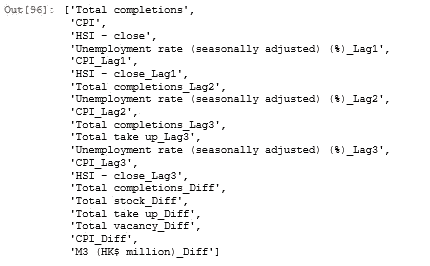 Out[96]: ['Total completions',
'CPI',
'HSI - close',
'Unemployment rate (seasonally adjusted) (%)_Lag1',
'CPI_Lag1',
'HSI - close_Lag1',
'Total completions_Lag2',
'Unemployment rate (seasonally adjusted) (%)_Lag2',
'CPI_Lag2',
'Total completions_Lag3',
'Total take up_Lag3',
'Unemployment rate (seasonally adjusted) (%)_Lag3',
'CPI_Lag3',
'HSI - close_Lag3',
'Total completions_Diff',
'Total stock_Diff',
'Total take up_Diff',
'Total vacancy_Diff',
'CPI_Diff',
'M3 (HK$ million)_Diff']